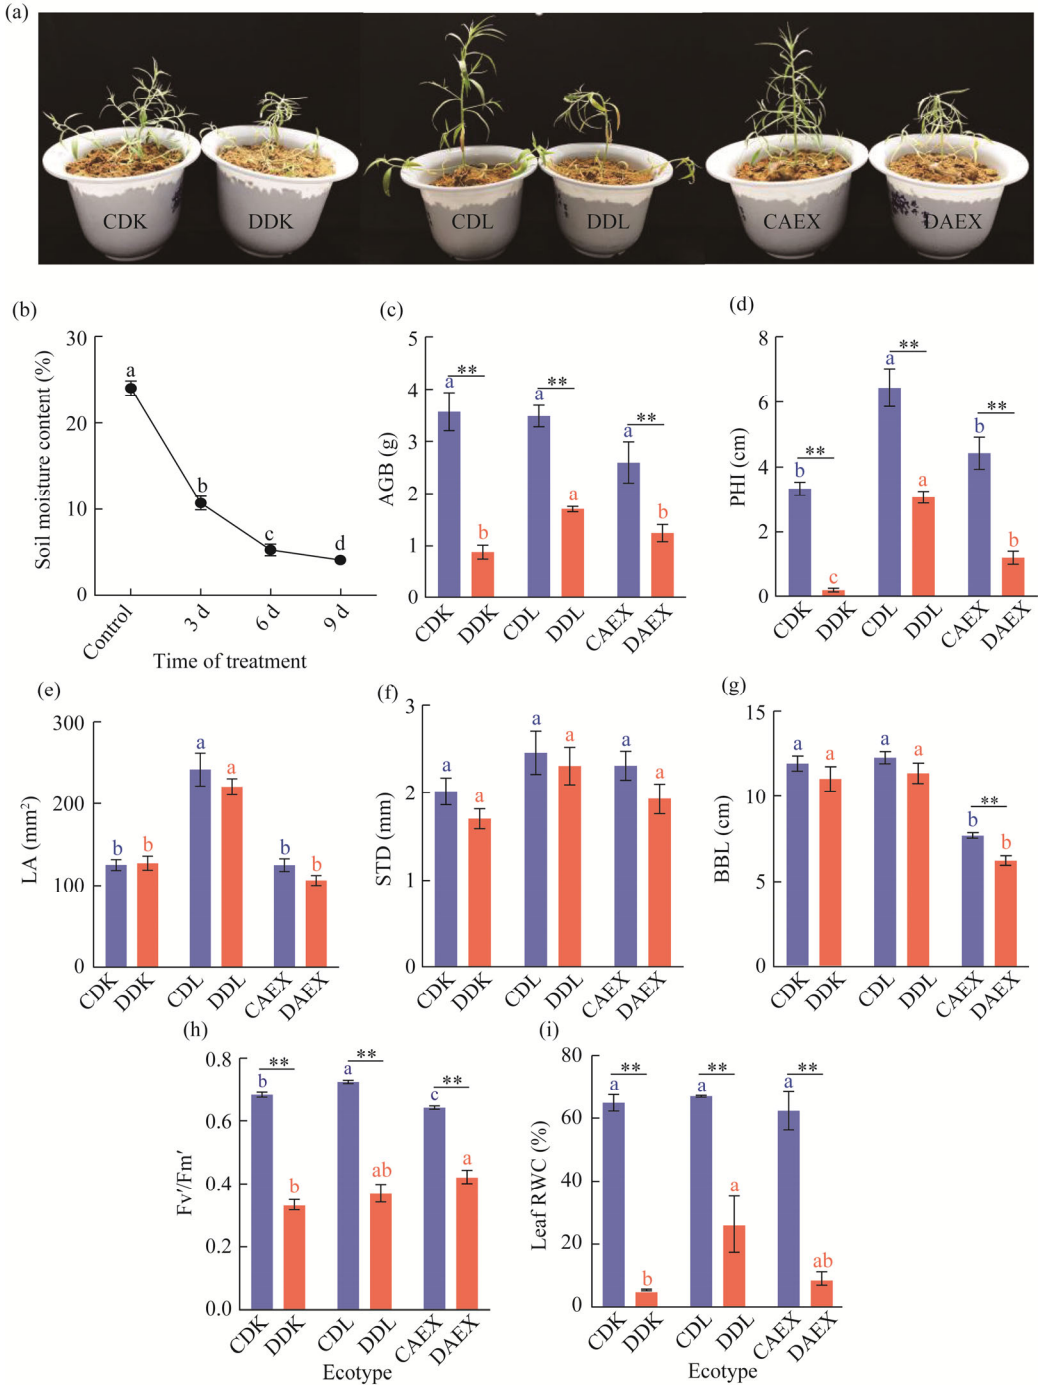 (a)
CDK DDK CDL DDL CAEX DAEX
(b)
Soil moisture content (%)
30
20
10
0
a
b
c
d
Control 3 d 6 d 9 d
Time of treatment
(c)
AGB (g)
5
4
3
2
1
0
** ** **
a b a a a b
CDK DDK CDL DDL CAEX DAEX
(d)
PHI (cm)
8
6
4
2
0
** ** **
b c a a b b
CDK DDK CDL DDL CAEX DAEX
(e)
LA (mm²)
300
200
100
0
b b a a b b
CDK DDK CDL DDL CAEX DAEX
(f)
STD (mm)
3
2
1
0
a a a a a a
CDK DDK CDL DDL CAEX DAEX
(g)
BBL (cm)
15
10
5
0
**
a a a a b b
CDK DDK CDL DDL CAEX DAEX
(h)
Fv′/Fm′
0.8
0.6
0.4
0.2
0.0
** ** **
b b a ab c a
CDK DDK CDL DDL CAEX DAEX
Ecotype
(i)
Leaf RWC (%)
80
60
40
20
0
** ** **
a b a a a ab
CDK DDK CDL DDL CAEX DAEX
Ecotype